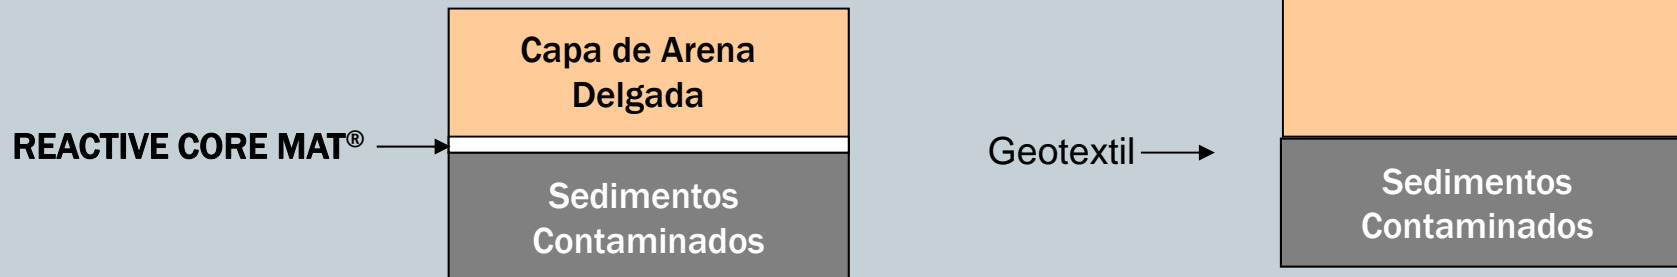 Capa de Arena
Delgada
REACTIVE CORE MAT®
Sedimentos
Contaminados
Geotextil
Sedimentos
Contaminados